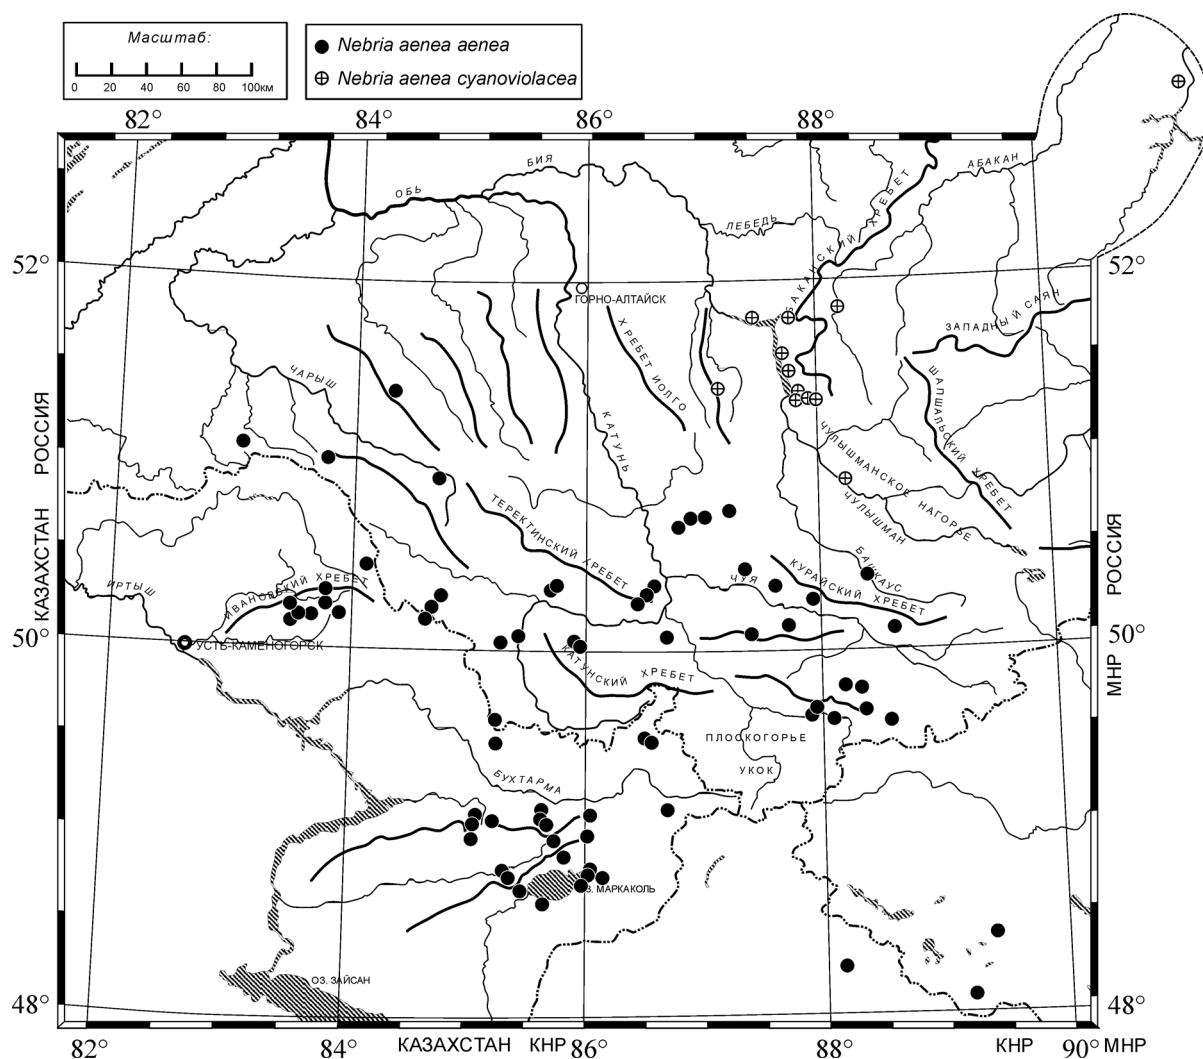 Масштаб:
0 20 40 60 80 100км
Nebria aenea aenea
Nebria aenea cyanoviolacea
82° 84° 86° 88°
БИЯ
АБАКАН
ОБЬ
ЛЕБЕДЬ
АБАКАНСКИЙ ХРЕБЕТ
52°
52°
ГОРНО-АЛТАЙСК
ЗАПАДНЫЙ САЯН
ХРЕБЕТ ИОЛГО
ЧАРЫШ
ШАПШАЛЬСКИЙ ХРЕБЕТ
КАТУНЬ
РОССИЯ
ЧУЛЫШМАНСКОЕ НАГОРЬЕ
ЧУЛЫШМАН
ТЕРЕКТИНСКИЙ ХРЕБЕТ
РОССИЯ
БАШКАУС
КАЗАХСТАН
ИРТЫШ
ИВАНОВСКИЙ ХРЕБЕТ
ЧУЯ
КУРАЙСКИЙ ХРЕБЕТ
50°
50°
УСТЬ-КАМЕНОГОРСК
КАТУНСКИЙ ХРЕБЕТ
МНР
ПЛОСКОГОРЬЕ
УКОК
БУХТАРМА
ОЗ. МАРКАКОЛЬ
ОЗ. ЗАЙСАН
48°
48°
82° 84° КАЗАХСТАН КНР 86° 88° КНР 90° МНР